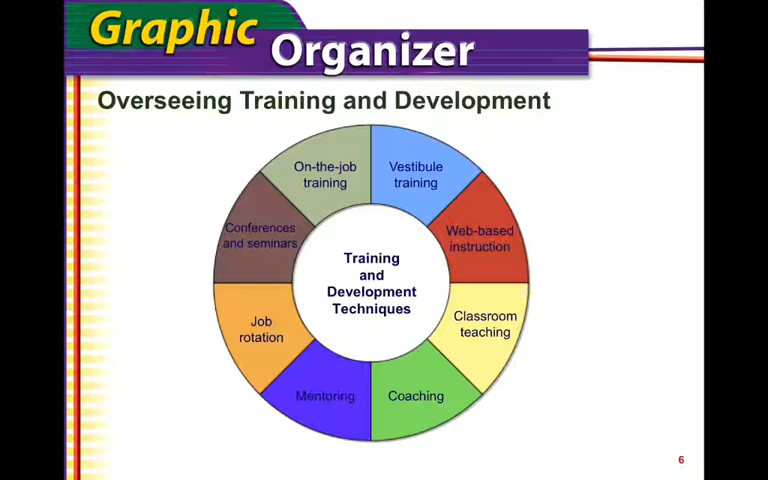 Graphic
Organizer
Overseeing Training and Development
On-the-job
training
Vestibule
training
Web-based
instruction
Classroom
teaching
Coaching
Mentoring
Job
rotation
Conferences
and seminars
Training
and
Development
Techniques
6